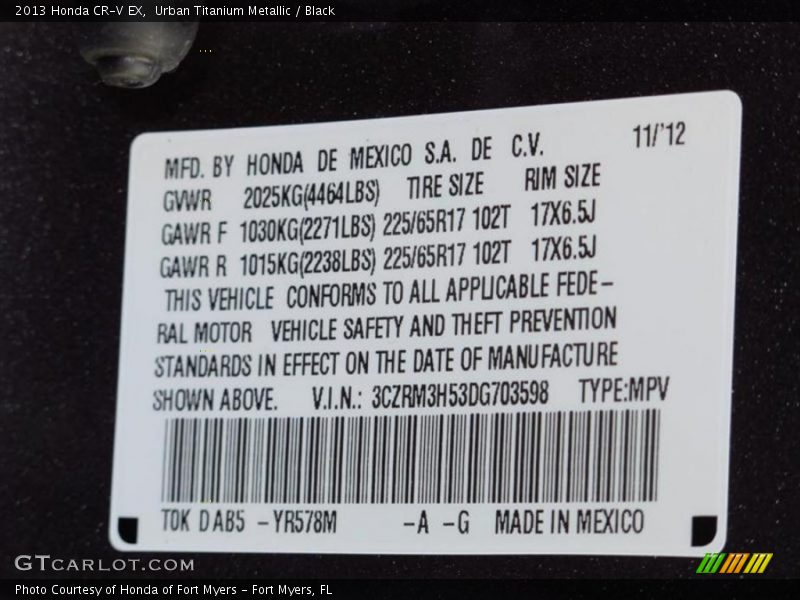 2013 Honda CR-V EX, Urban Titanium Metallic / Black
MFD. BY HONDA DE MEXICO S.A. DE C.V. 11/'12
GVWR 2025KG(4464LBS) TIRE SIZE RIM SIZE
GAWR F 1030KG(2271LBS) 225/65R17 102T 17X6.5J
GAWR R 1015KG(2238LBS) 225/65R17 102T 17X6.5J
THIS VEHICLE CONFORMS TO ALL APPLICABLE FEDE-
RAL MOTOR VEHICLE SAFETY AND THEFT PREVENTION
STANDARDS IN EFFECT ON THE DATE OF MANUFACTURE
SHOWN ABOVE. V.I.N.: 3CZRM3H53DG703598 TYPE:MPV
T0K DAB5 -YR578M -A -G MADE IN MEXICO
GTCARLOT.COM
Photo Courtesy of Honda of Fort Myers - Fort Myers, FL